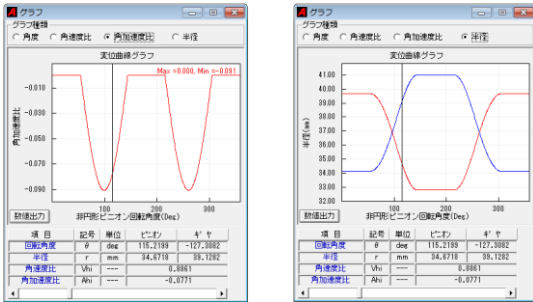 グラフ
グラフ種類
角度 角速度比 角加速度比 半径
変位曲線グラフ
Max =0.000, Min =-0.091
-0.010
-0.030
-0.050
-0.070
-0.090
角加速度比
100 200 300
数値出力 非円形ピニオン回転角度(Deg)
項 目 記号 単位 ピニオン ギヤ
回転角度 θ deg 115.2199 -127.3082
半径 r mm 34.6718 39.1282
角速度比 Vhi --- 0.8861
角加速度比 Ahi --- -0.0771
グラフ
グラフ種類
角度 角速度比 角加速度比 半径
変位曲線グラフ
41.00
40.00
39.00
38.00
37.00
36.00
35.00
34.00
33.00
32.00
半径(mm)
100 200 300
数値出力 非円形ピニオン回転角度(Deg)
項 目 記号 単位 ピニオン ギヤ
回転角度 θ deg 115.2199 -127.3082
半径 r mm 34.6718 39.1282
角速度比 Vhi --- 0.8861
角加速度比 Ahi --- -0.0771